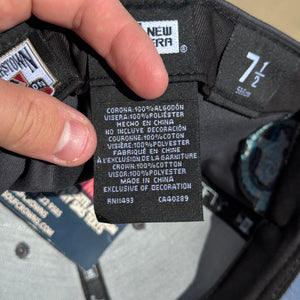 NEW
ERA
®
7 1/2
CORONA: 100% ALGODÓN
VISERA: 100% POLIÉSTER
HECHO EN CHINA
NO INCLUYE DECORACIÓN
COURONNE: 100% COTON
VISIÈRE: 100% POLYESTER
FABRIQUÉ EN CHINE
À L'EXCLUSION DE LA GARNITURE
CROWN: 100% COTTON
VISOR: 100% POLYESTER
MADE IN CHINA
EXCLUSIVE OF DECORATION
RN11493 CA40289